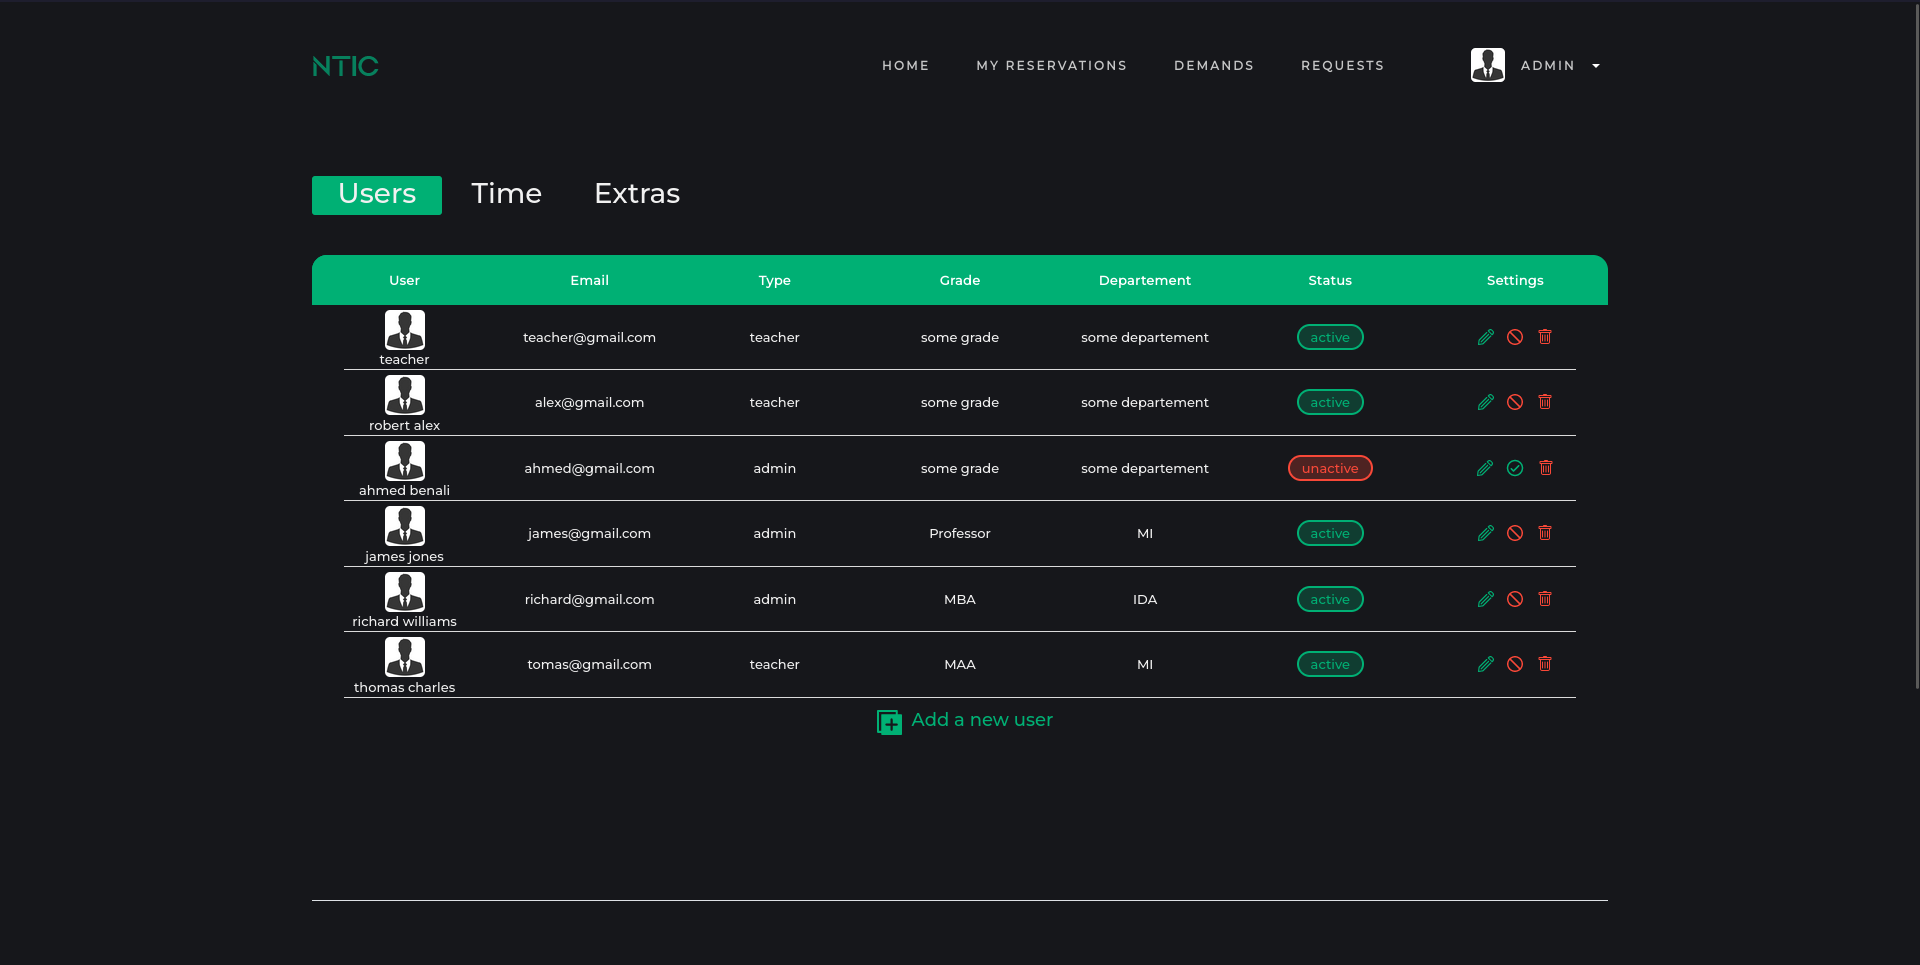 NTIC
HOME MY RESERVATIONS DEMANDS REQUESTS ADMIN
Users Time Extras
User Email Type Grade Departement Status Settings
teacher@gmail.com teacher some grade some departement active
teacher
alex@gmail.com teacher some grade some departement active
robert alex
ahmed@gmail.com admin some grade some departement unactive
ahmed benali
james@gmail.com admin Professor MI active
james jones
richard@gmail.com admin MBA IDA active
richard williams
tomas@gmail.com teacher MAA MI active
thomas charles
Add a new user